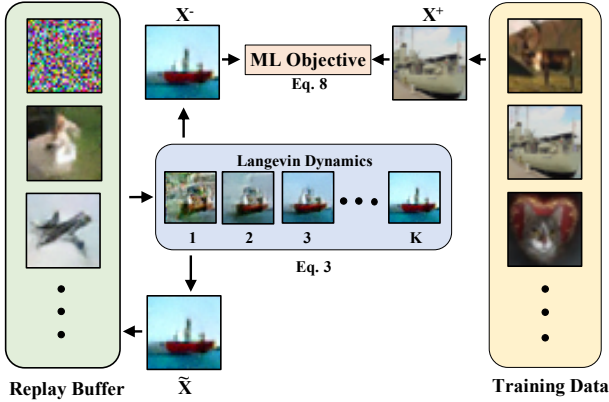 X-
X+
ML Objective
Eq. 8
Langevin Dynamics
1 2 3 K
Eq. 3
X̃
Replay Buffer
Training Data